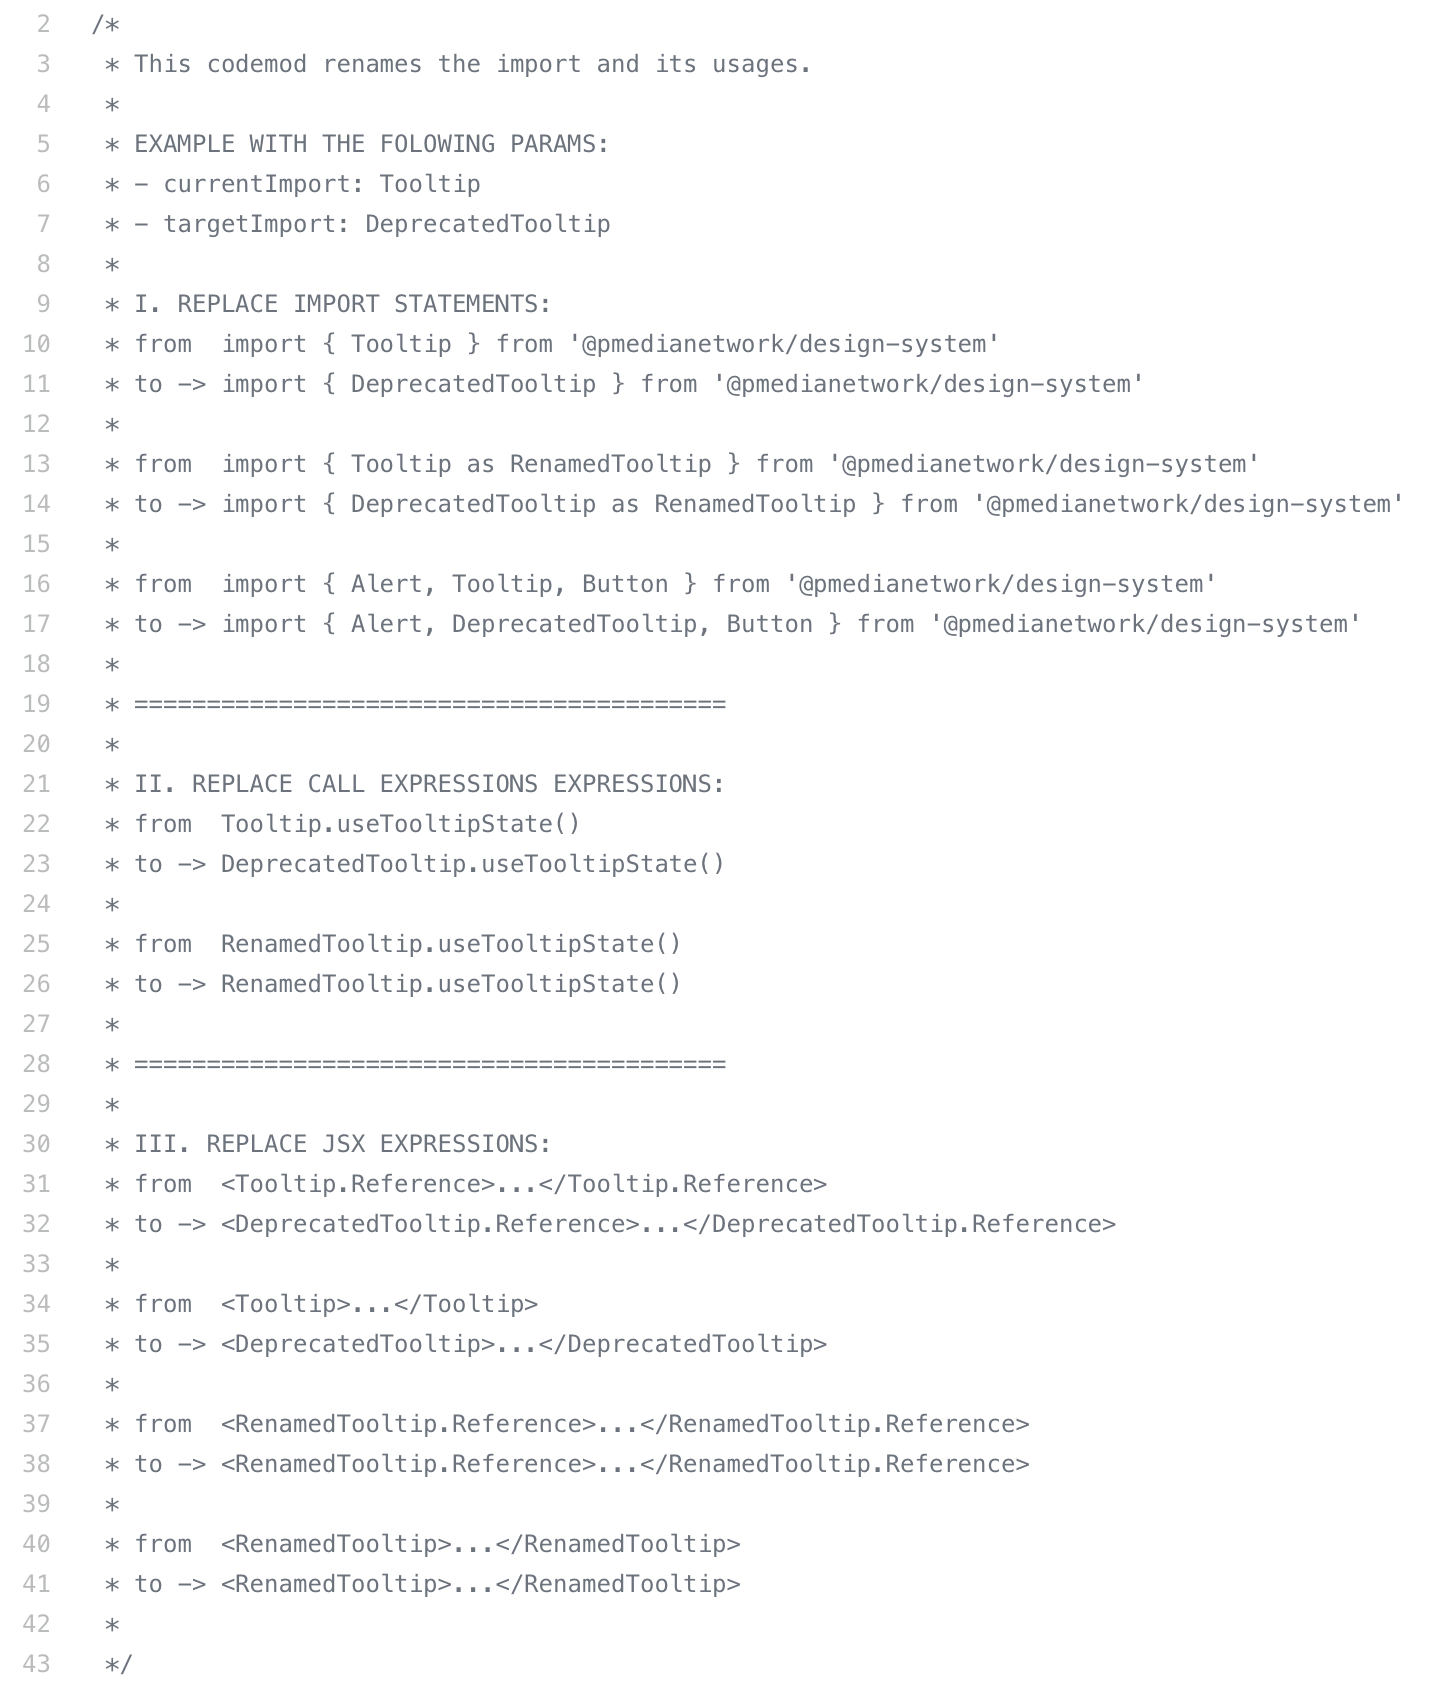 2 /*
3 * This codemod renames the import and its usages.
4 *
5 * EXAMPLE WITH THE FOLOWING PARAMS:
6 * - currentImport: Tooltip
7 * - targetImport: DeprecatedTooltip
8 *
9 * I. REPLACE IMPORT STATEMENTS:
10 * from  import { Tooltip } from '@pmedianetwork/design-system'
11 * to -> import { DeprecatedTooltip } from '@pmedianetwork/design-system'
12 *
13 * from  import { Tooltip as RenamedTooltip } from '@pmedianetwork/design-system'
14 * to -> import { DeprecatedTooltip as RenamedTooltip } from '@pmedianetwork/design-system'
15 *
16 * from  import { Alert, Tooltip, Button } from '@pmedianetwork/design-system'
17 * to -> import { Alert, DeprecatedTooltip, Button } from '@pmedianetwork/design-system'
18 *
19 * =========================================
20 *
21 * II. REPLACE CALL EXPRESSIONS EXPRESSIONS:
22 * from  Tooltip.useTooltipState()
23 * to -> DeprecatedTooltip.useTooltipState()
24 *
25 * from  RenamedTooltip.useTooltipState()
26 * to -> RenamedTooltip.useTooltipState()
27 *
28 * =========================================
29 *
30 * III. REPLACE JSX EXPRESSIONS:
31 * from  <Tooltip.Reference>...</Tooltip.Reference>
32 * to -> <DeprecatedTooltip.Reference>...</DeprecatedTooltip.Reference>
33 *
34 * from  <Tooltip>...</Tooltip>
35 * to -> <DeprecatedTooltip>...</DeprecatedTooltip>
36 *
37 * from  <RenamedTooltip.Reference>...</RenamedTooltip.Reference>
38 * to -> <RenamedTooltip.Reference>...</RenamedTooltip.Reference>
39 *
40 * from  <RenamedTooltip>...</RenamedTooltip>
41 * to -> <RenamedTooltip>...</RenamedTooltip>
42 *
43 */